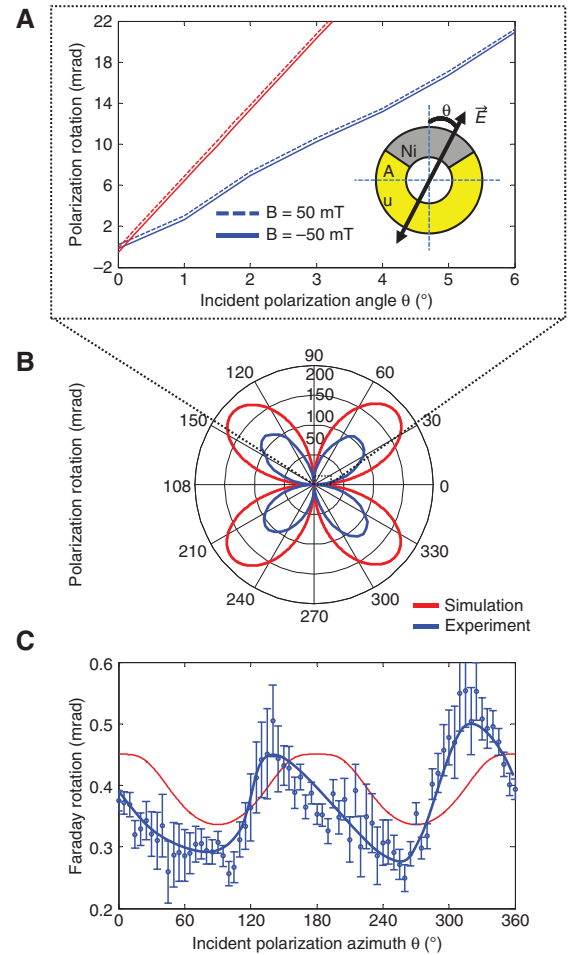 A
22
18
14
10
6
2
−2
Polarization rotation (mrad)
θ
E
Ni
A
u
B = 50 mT
B = −50 mT
0 1 2 3 4 5 6
Incident polarization angle θ (°)
B
90
120 60
200
150
150 30
100
50
108 0
210 330
240 300
270
Polarization rotation (mrad)
Simulation
Experiment
C
0.6
0.5
0.4
0.3
0.2
Faraday rotation (mrad)
0 60 120 180 240 300 360
Incident polarization azimuth θ (°)